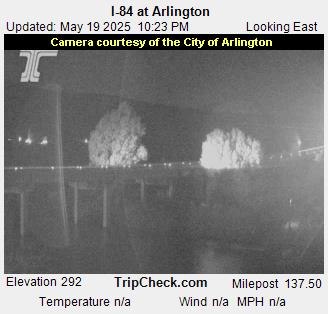 I-84 at Arlington
Updated: May 19 2025 10:23 PM Looking East
Camera courtesy of the City of Arlington
Elevation 292 TripCheck.com Milepost 137.50
Temperature n/a Wind n/a MPH n/a